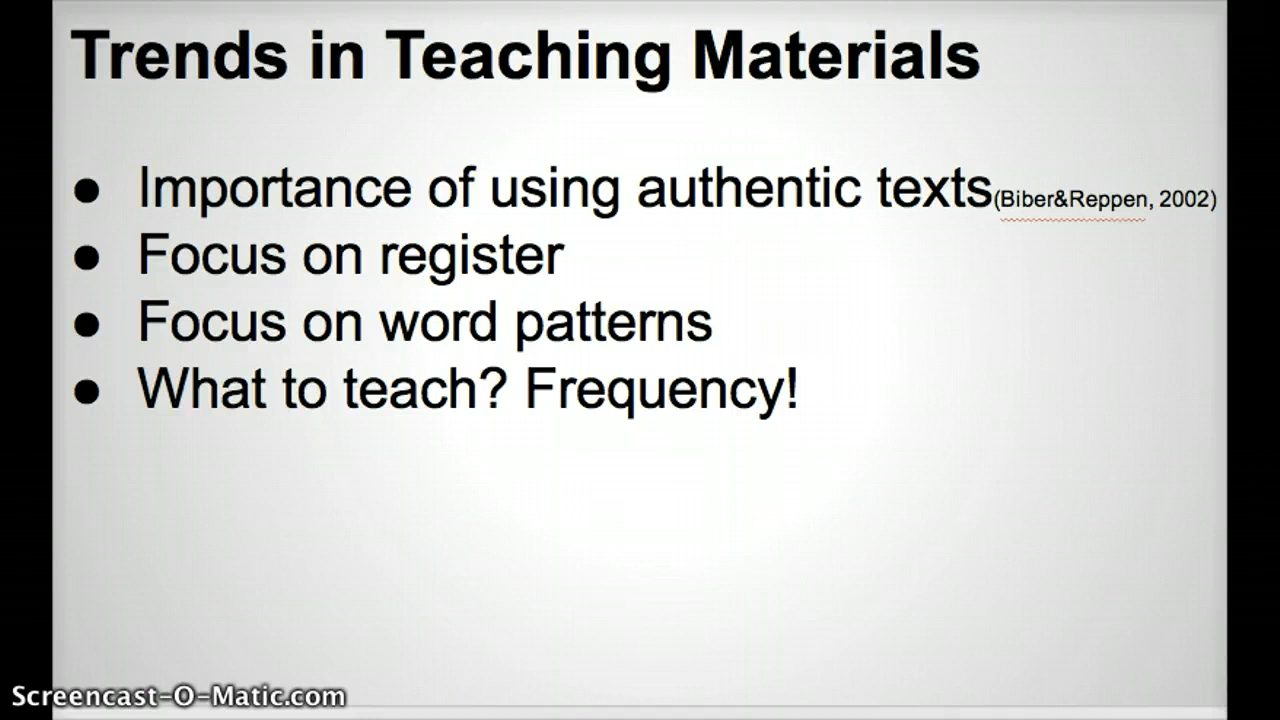 Trends in Teaching Materials
● Importance of using authentic texts(Biber&Reppen, 2002)
● Focus on register
● Focus on word patterns
● What to teach? Frequency!
Screencast-O-Matic.com